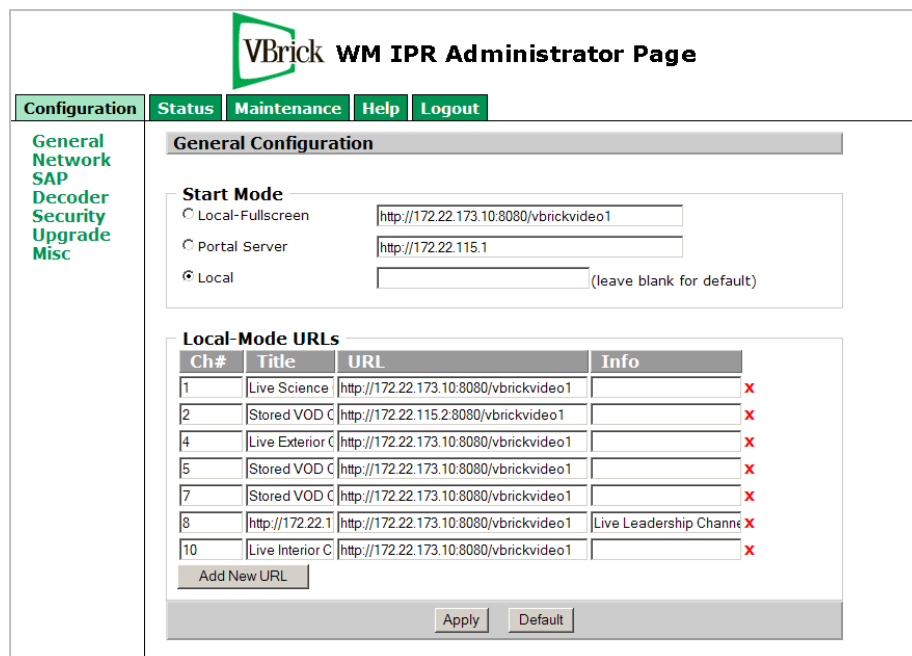 VBrick WM IPR Administrator Page
Configuration Status Maintenance Help Logout
General
Network
SAP
Decoder
Security
Upgrade
Misc
General Configuration
Start Mode
Local-Fullscreen http://172.22.173.10:8080/vbrickvideo1
Portal Server http://172.22.115.1
Local (leave blank for default)
Local-Mode URLs
Ch# Title URL Info
1 Live Science http://172.22.173.10:8080/vbrickvideo1 x
2 Stored VOD C http://172.22.115.2:8080/vbrickvideo1 x
4 Live Exterior C http://172.22.173.10:8080/vbrickvideo1 x
5 Stored VOD C http://172.22.173.10:8080/vbrickvideo1 x
7 Stored VOD C http://172.22.173.10:8080/vbrickvideo1 x
8 http://172.22.1 http://172.22.173.10:8080/vbrickvideo1 Live Leadership Channe x
10 Live Interior C http://172.22.173.10:8080/vbrickvideo1 x
Add New URL
Apply Default